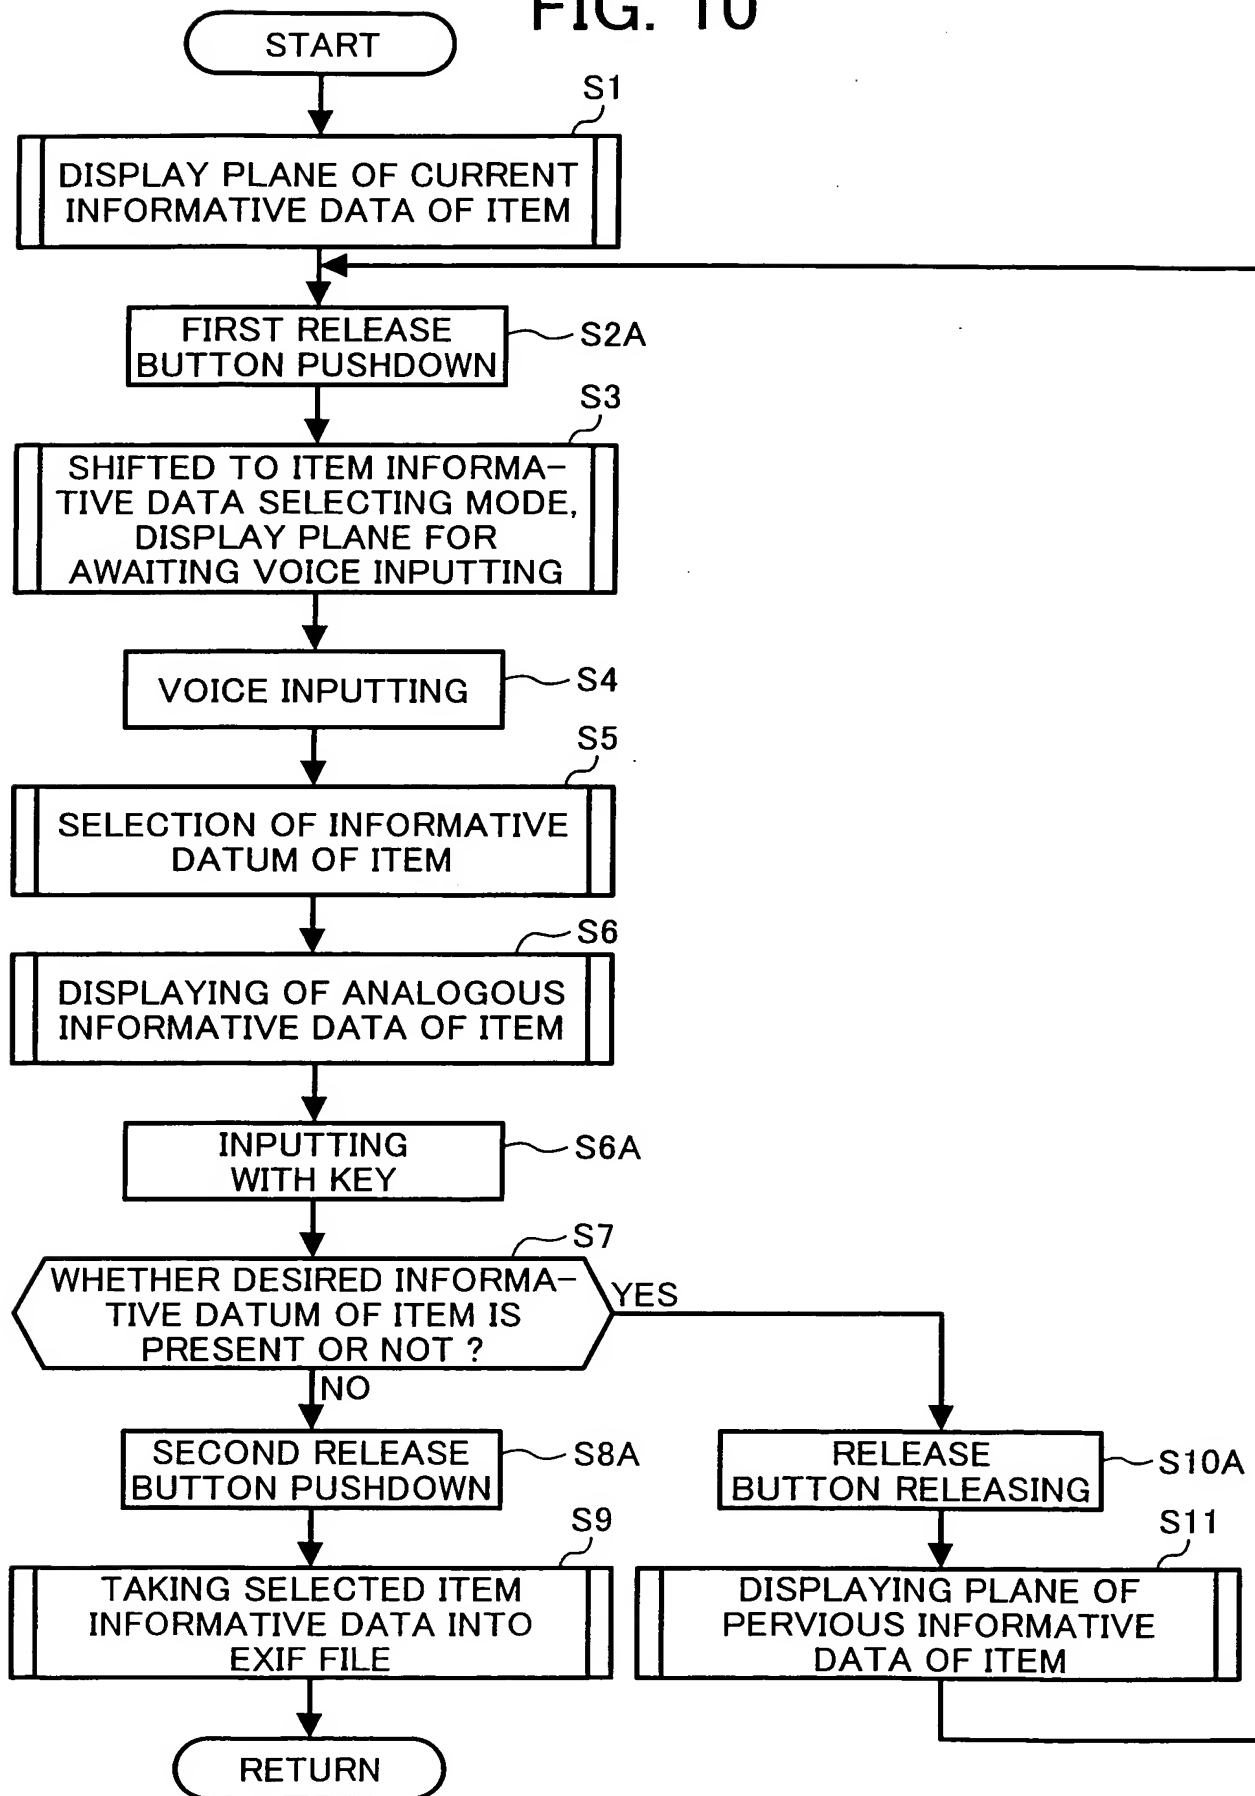 FIG. 10
START
S1
DISPLAY PLANE OF CURRENT
INFORMATIVE DATA OF ITEM
FIRST RELEASE
BUTTON PUSHDOWN
S2A
S3
SHIFTED TO ITEM INFORMA-
TIVE DATA SELECTING MODE,
DISPLAY PLANE FOR
AWAITING VOICE INPUTTING
VOICE INPUTTING
S4
S5
SELECTION OF INFORMATIVE
DATUM OF ITEM
S6
DISPLAYING OF ANALOGOUS
INFORMATIVE DATA OF ITEM
INPUTTING
WITH KEY
S6A
S7
WHETHER DESIRED INFORMA-
TIVE DATUM OF ITEM IS
PRESENT OR NOT ?
YES
NO
SECOND RELEASE
BUTTON PUSHDOWN
S8A
RELEASE
BUTTON RELEASING
S10A
S9
TAKING SELECTED ITEM
INFORMATIVE DATA INTO
EXIF FILE
S11
DISPLAYING PLANE OF
PERVIOUS INFORMATIVE
DATA OF ITEM
RETURN